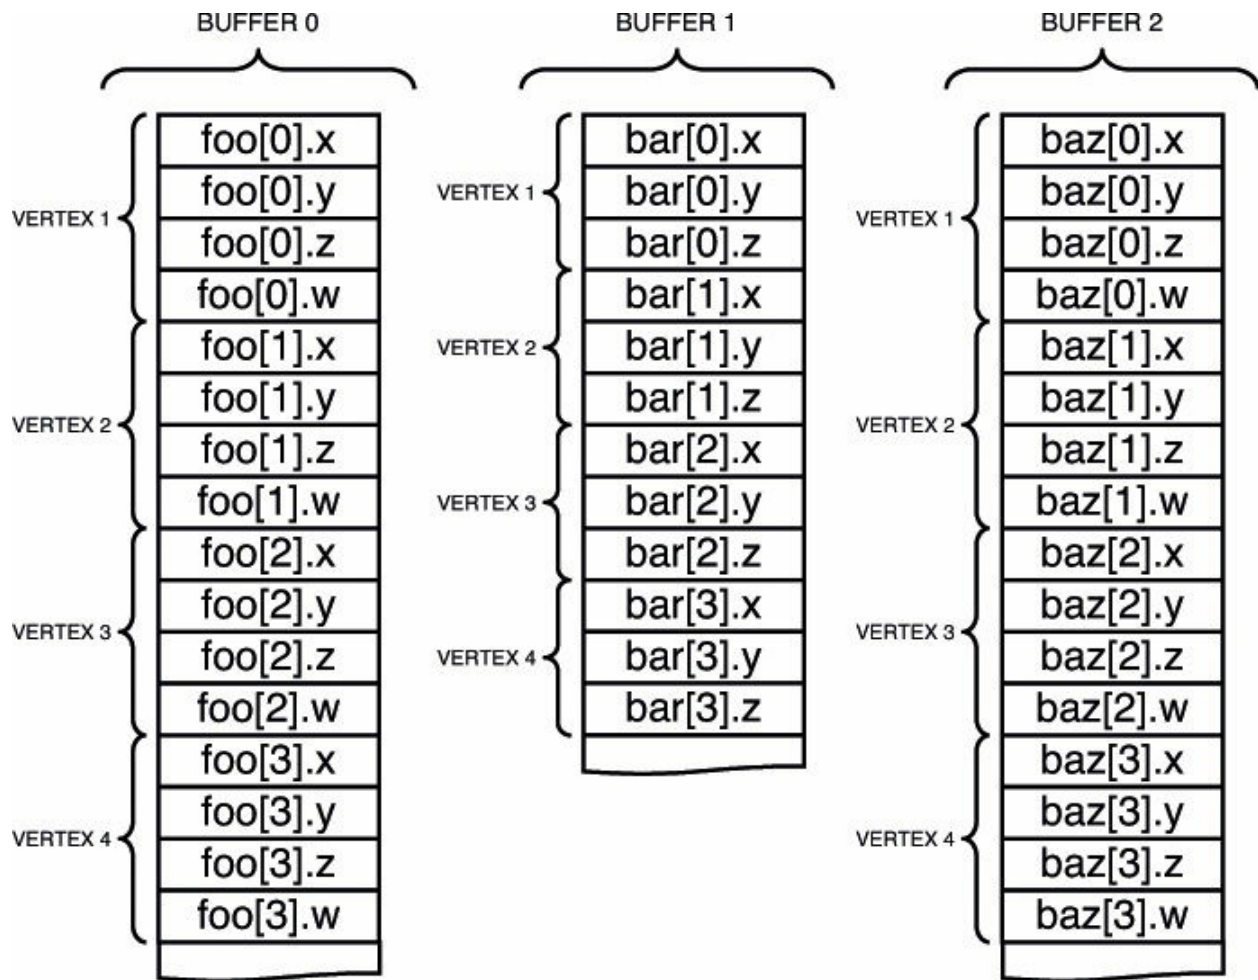 BUFFER 0
VERTEX 1
foo[0].x
foo[0].y
foo[0].z
foo[0].w
VERTEX 2
foo[1].x
foo[1].y
foo[1].z
foo[1].w
VERTEX 3
foo[2].x
foo[2].y
foo[2].z
foo[2].w
VERTEX 4
foo[3].x
foo[3].y
foo[3].z
foo[3].w
BUFFER 1
VERTEX 1
bar[0].x
bar[0].y
bar[0].z
VERTEX 2
bar[1].x
bar[1].y
bar[1].z
VERTEX 3
bar[2].x
bar[2].y
bar[2].z
VERTEX 4
bar[3].x
bar[3].y
bar[3].z
BUFFER 2
VERTEX 1
baz[0].x
baz[0].y
baz[0].z
baz[0].w
VERTEX 2
baz[1].x
baz[1].y
baz[1].z
baz[1].w
VERTEX 3
baz[2].x
baz[2].y
baz[2].z
baz[2].w
VERTEX 4
baz[3].x
baz[3].y
baz[3].z
baz[3].w